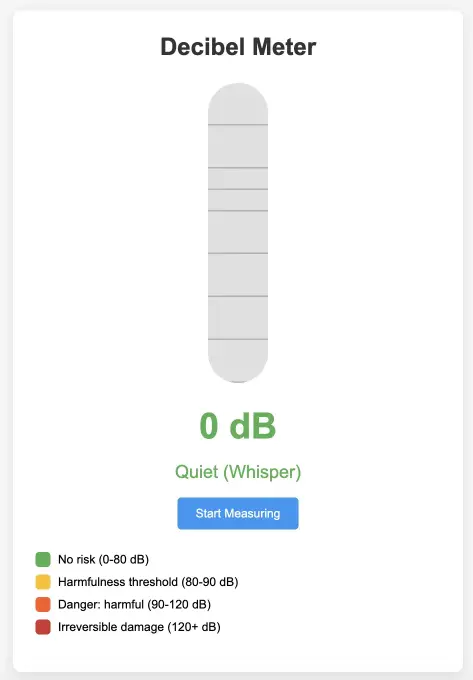 Decibel Meter
0 dB
Quiet (Whisper)
Start Measuring
No risk (0-80 dB)
Harmfulness threshold (80-90 dB)
Danger: harmful (90-120 dB)
Irreversible damage (120+ dB)